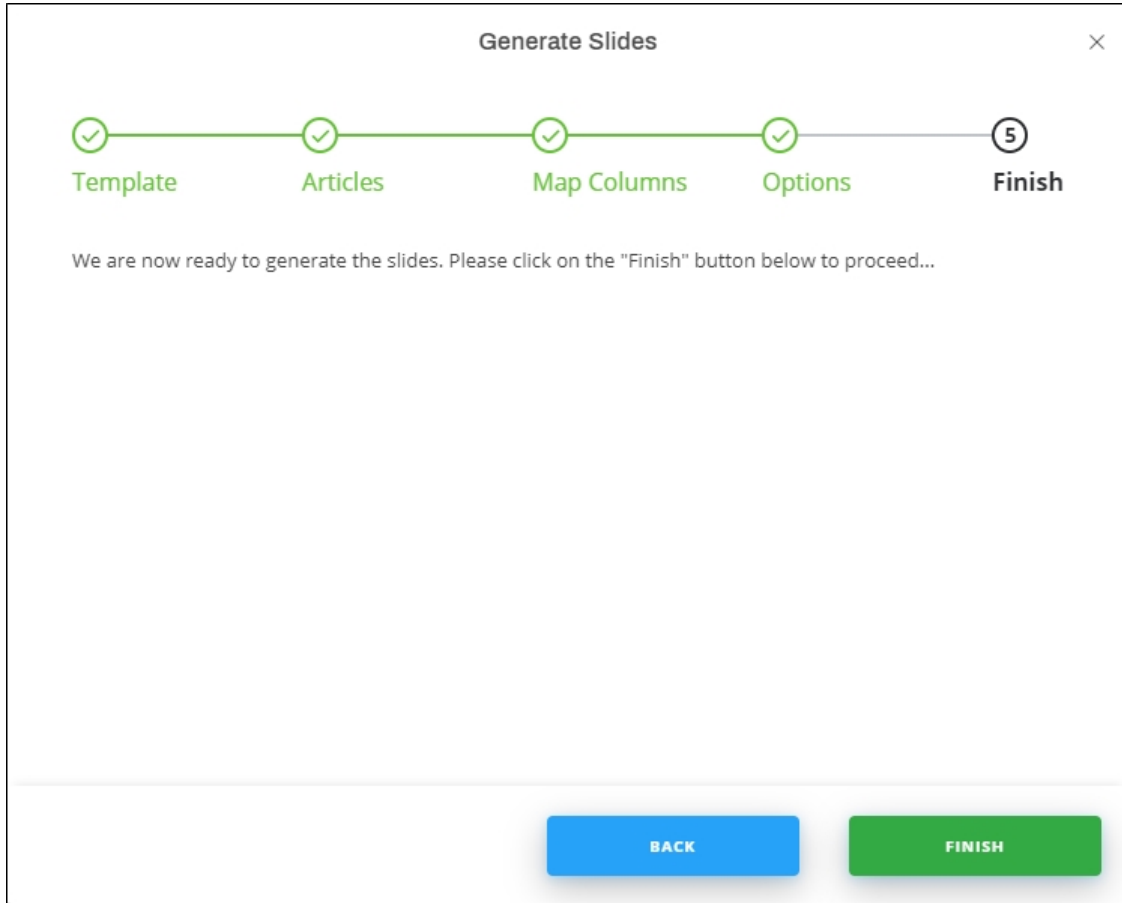 Generate Slides
5
Template Articles Map Columns Options Finish
We are now ready to generate the slides. Please click on the "Finish" button below to proceed...
BACK FINISH